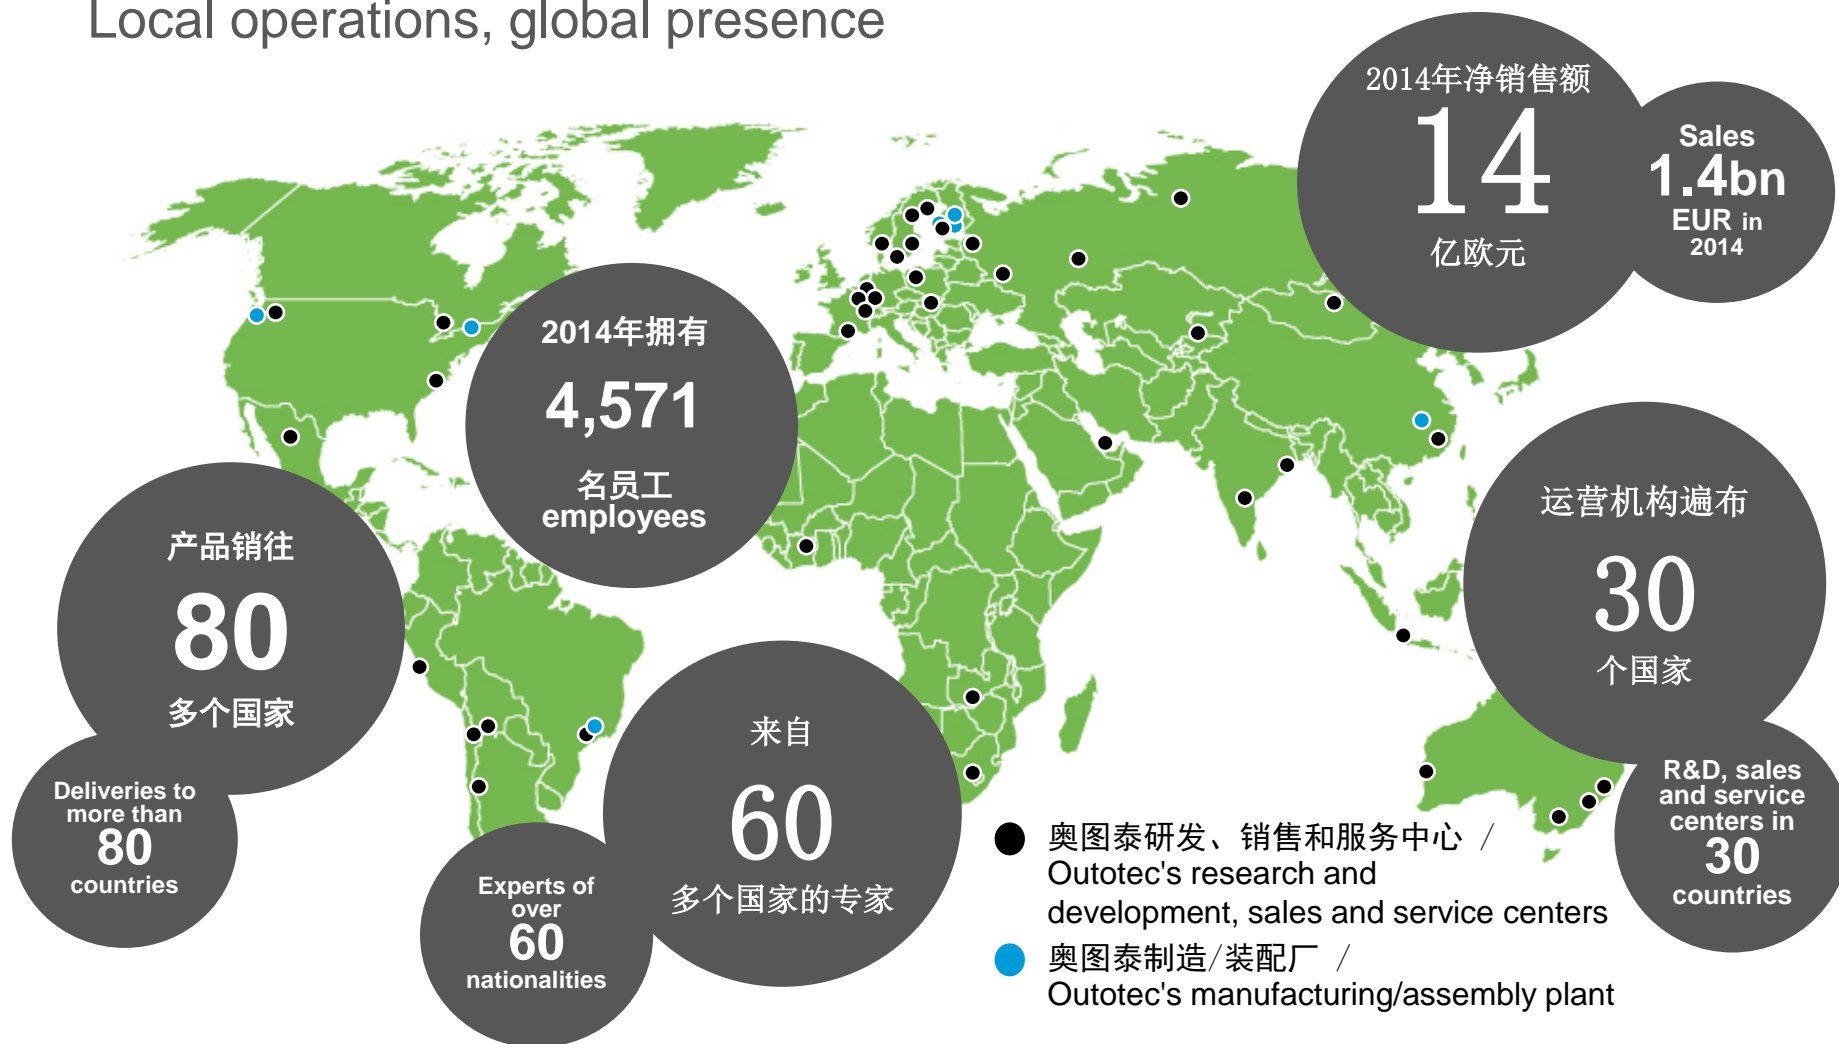 Local operations, global presence
2014年净销售额
14
亿欧元
Sales
1.4bn
EUR in
2014
2014年拥有
4,571
名员工
employees
产品销往
80
多个国家
Deliveries to
more than
80
countries
运营机构遍布
30
个国家
R&D, sales
and service
centers in
30
countries
来自
60
多个国家的专家
Experts of
over
60
nationalities
奥图泰研发、销售和服务中心 /
Outotec's research and
development, sales and service centers
奥图泰制造/装配厂 /
Outotec's manufacturing/assembly plant